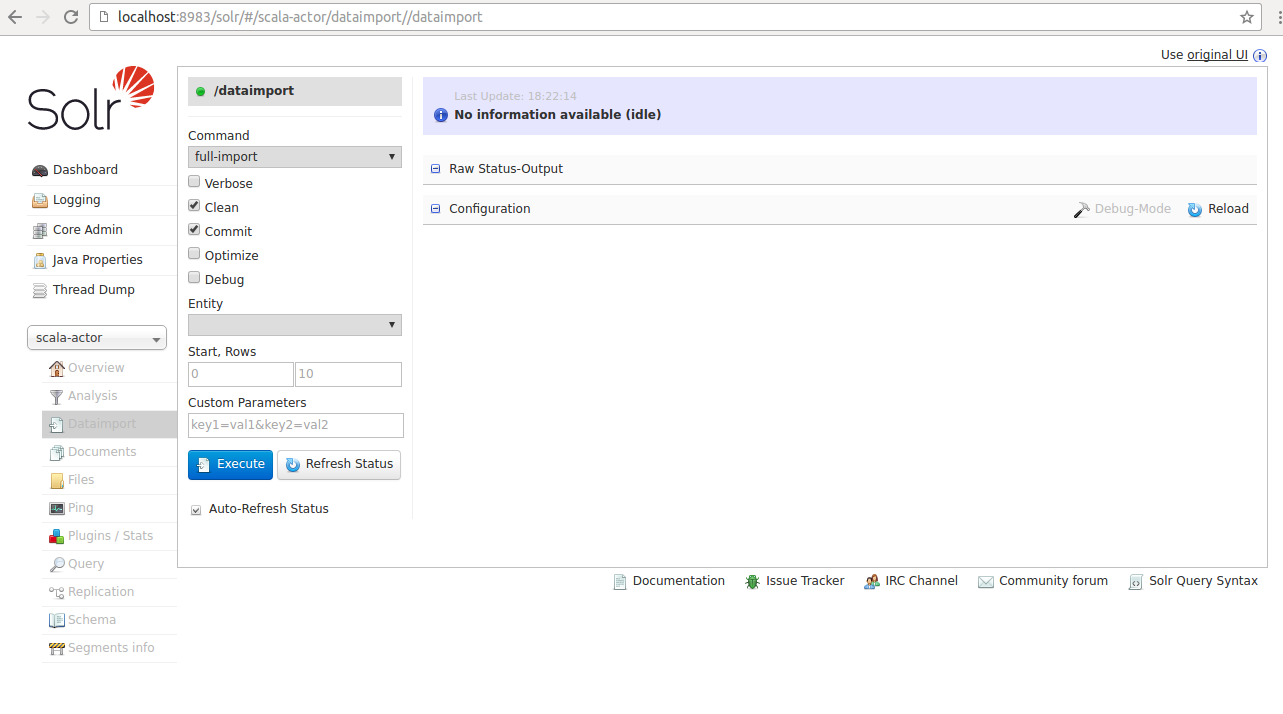 localhost:8983/solr/#/scala-actor/dataimport//dataimport
Use original UI
Solr
Dashboard
Logging
Core Admin
Java Properties
Thread Dump
scala-actor
Overview
Analysis
Dataimport
Documents
Files
Ping
Plugins / Stats
Query
Replication
Schema
Segments info
/dataimport
Command
full-import
Verbose
Clean
Commit
Optimize
Debug
Entity
Start, Rows
0 10
Custom Parameters
key1=val1&key2=val2
Execute Refresh Status
Auto-Refresh Status
Last Update: 18:22:14
No information available (idle)
Raw Status-Output
Configuration Debug-Mode Reload
Documentation Issue Tracker IRC Channel Community forum Solr Query Syntax